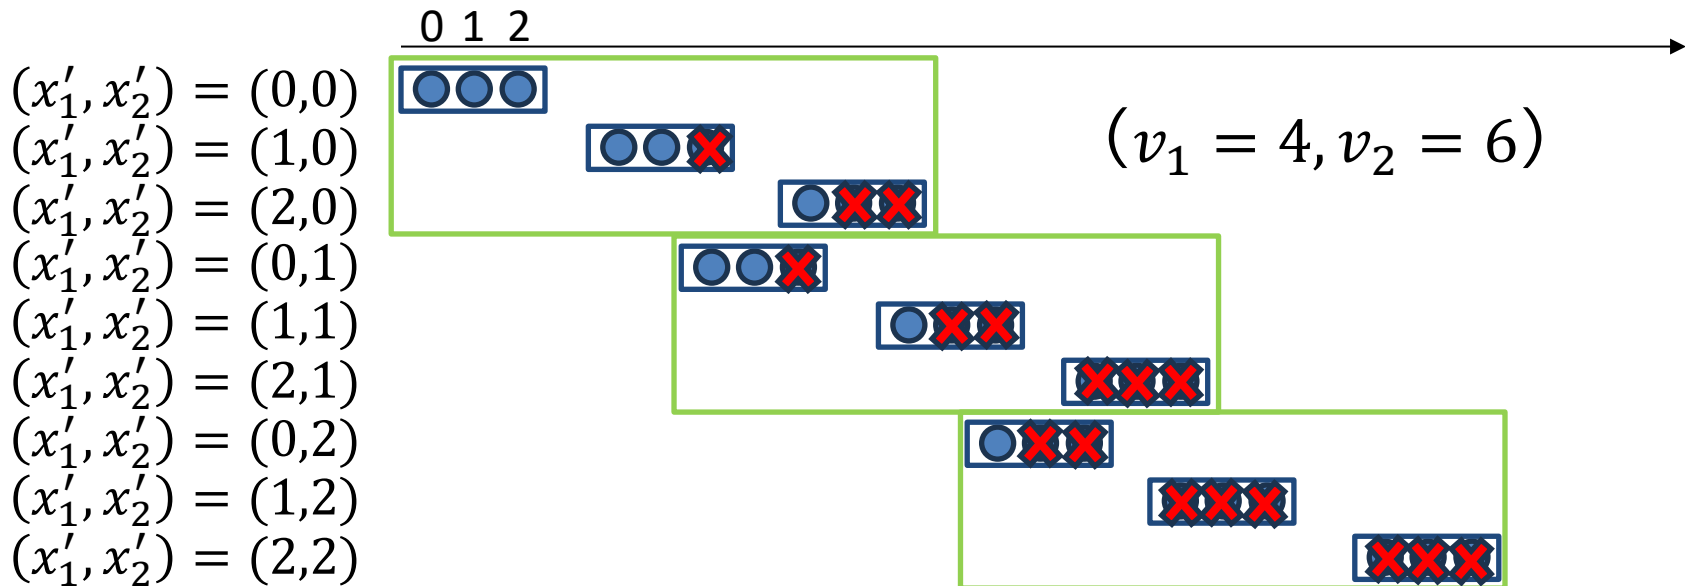 0 1 2
(x′₁, x′₂) = (0,0)
(x′₁, x′₂) = (1,0)
(v₁ = 4, v₂ = 6)
(x′₁, x′₂) = (2,0)
(x′₁, x′₂) = (0,1)
(x′₁, x′₂) = (1,1)
(x′₁, x′₂) = (2,1)
(x′₁, x′₂) = (0,2)
(x′₁, x′₂) = (1,2)
(x′₁, x′₂) = (2,2)